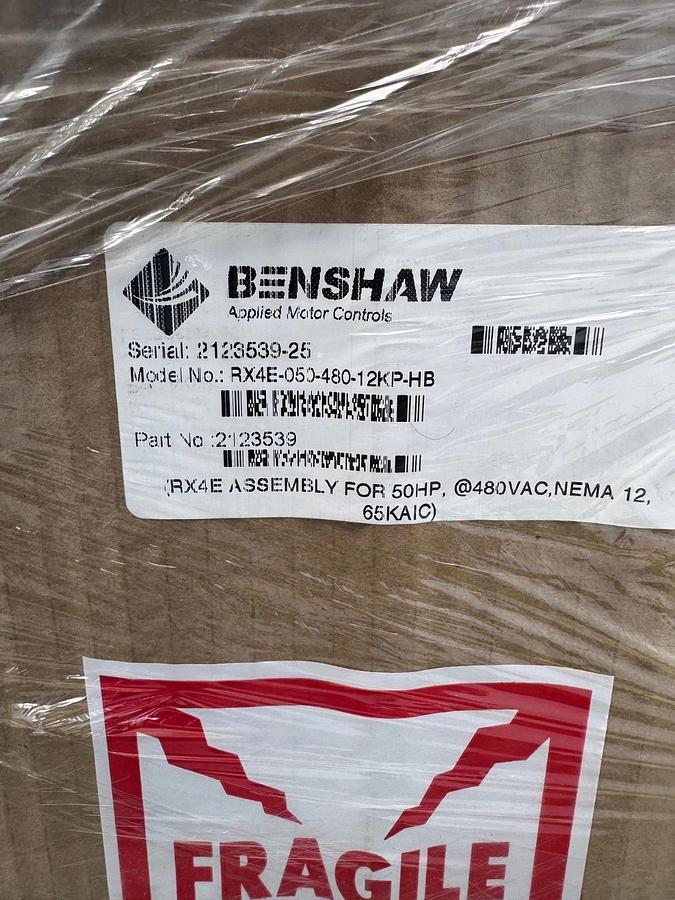 BENSHAW
Applied Motor Controls
Serial: 2123539-25
Model No.: RX4E-050-480-12KP-HB
Part No.:2123539
(RX4E ASSEMBLY FOR 50HP, @480VAC,NEMA 12,
65KAIC)
FRAGILE